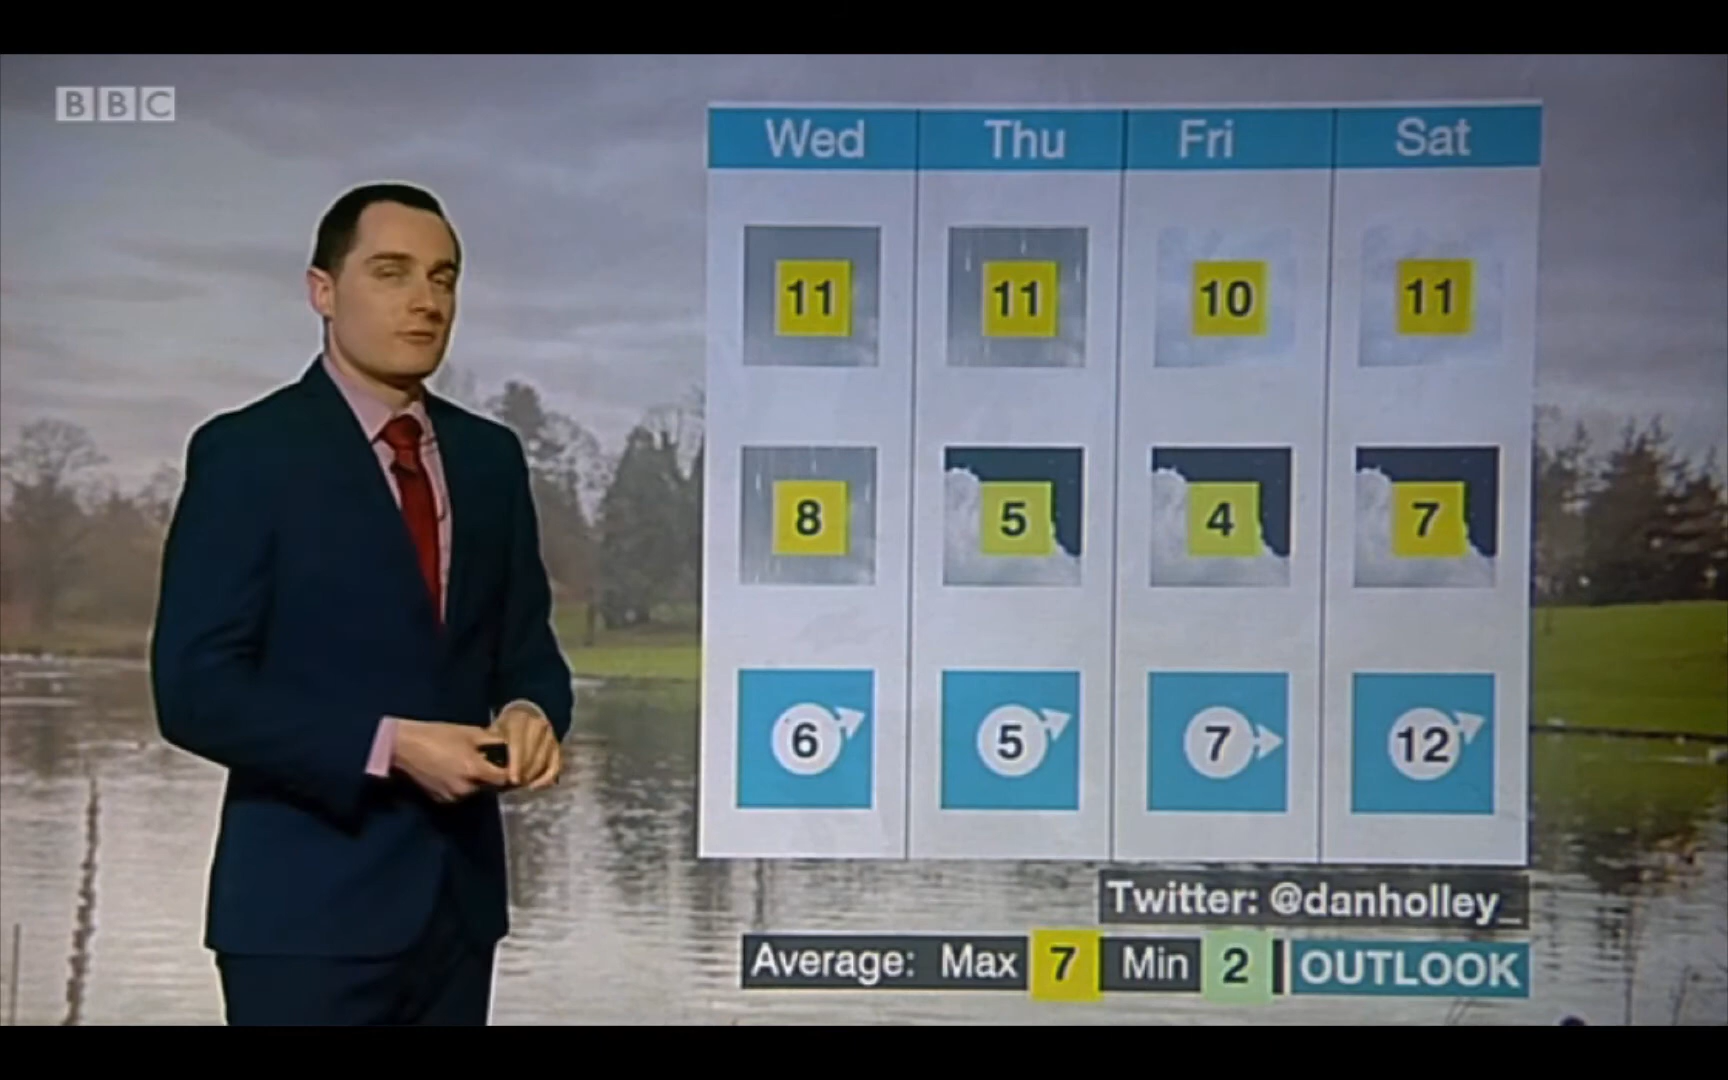 BBC
Wed Thu Fri Sat
11 11 10 11
8 5 4 7
6 5 7 12
Twitter: @danholley_
Average: Max 7 Min 2 OUTLOOK